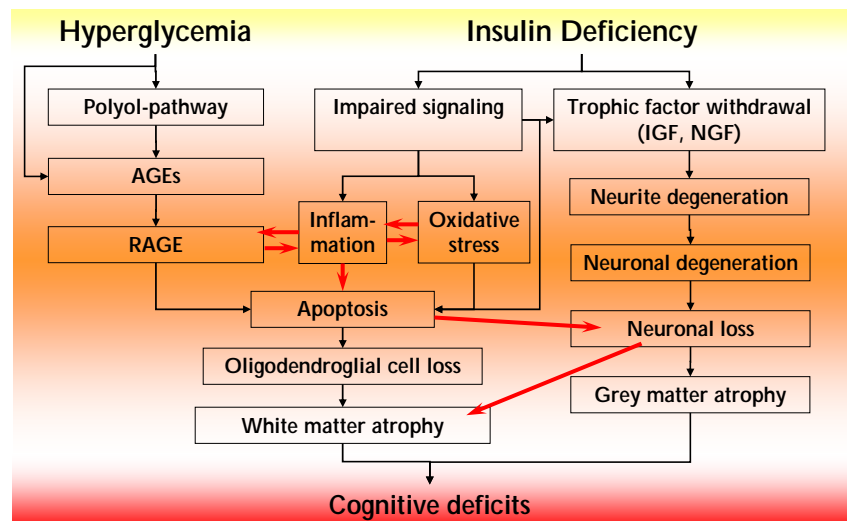 Hyperglycemia
Insulin Deficiency
Polyol-pathway
Impaired signaling
Trophic factor withdrawal
(IGF, NGF)
AGEs
Neurite degeneration
RAGE
Inflam-
mation
Oxidative
stress
Neuronal degeneration
Apoptosis
Neuronal loss
Oligodendroglial cell loss
Grey matter atrophy
White matter atrophy
Cognitive deficits